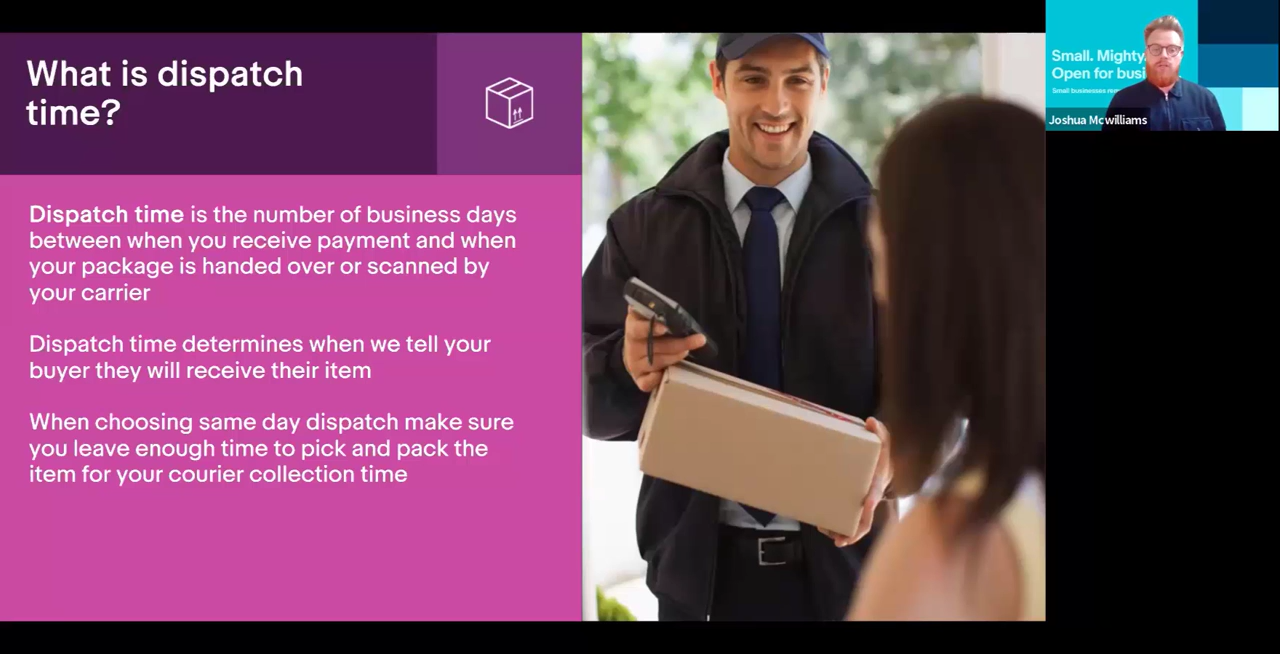 What is dispatch
time?
Dispatch time is the number of business days
between when you receive payment and when
your package is handed over or scanned by
your carrier
Dispatch time determines when we tell your
buyer they will receive their item
When choosing same day dispatch make sure
you leave enough time to pick and pack the
item for your courier collection time
Small. Mighty.
Open for busi
Small businesses
Joshua Mcwilliams